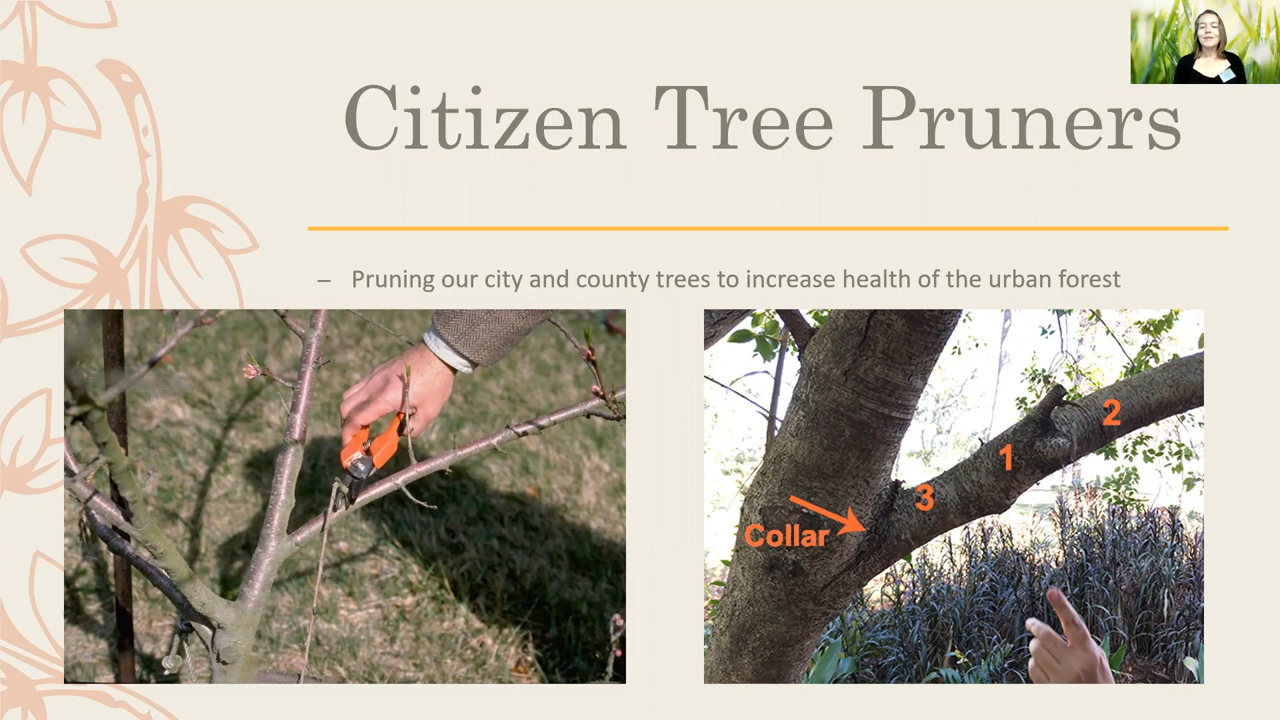 Citizen Tree Pruners
– Pruning our city and county trees to increase health of the urban forest
2
1
3
Collar